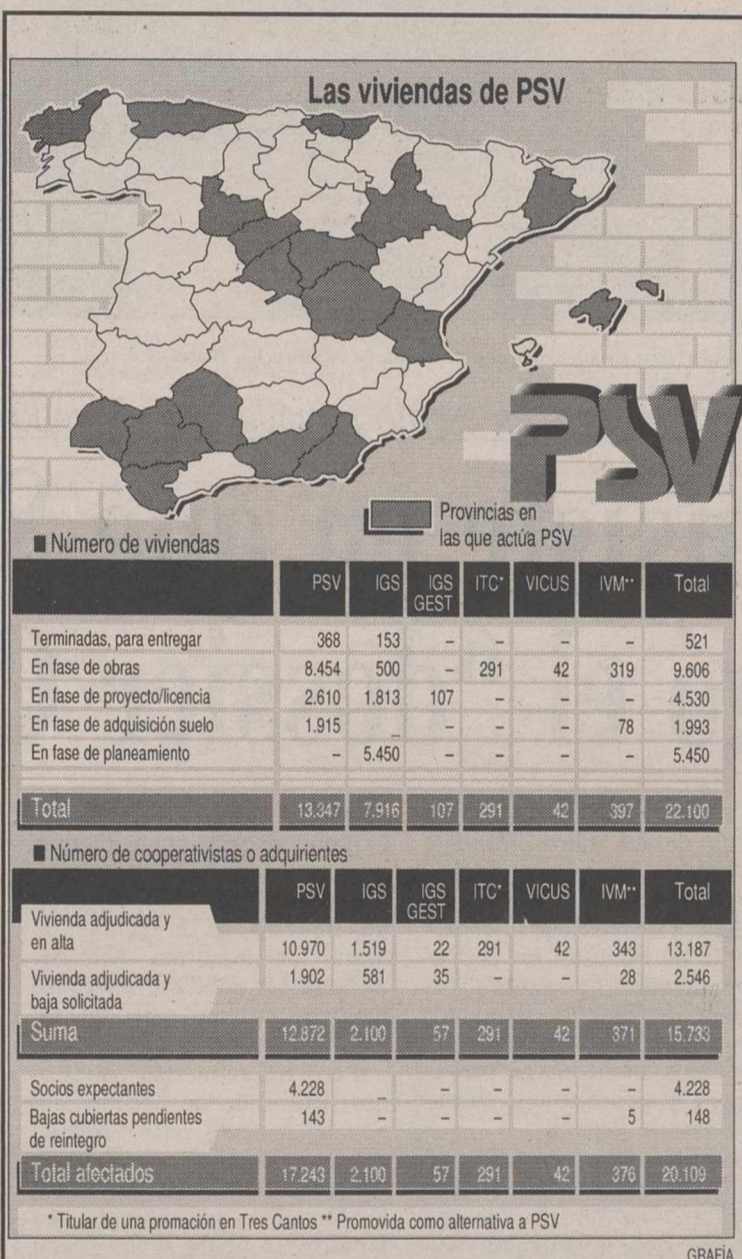 Las viviendas de PSV
PSV
Provincias en
las que actúa PSV
■ Número de viviendas
PSV IGS IGS GEST ITC* VICUS IVM** Total
Terminadas, para entregar 368 153 – – – – 521
En fase de obras 8.454 500 – 291 42 319 9.606
En fase de proyecto/licencia 2.610 1.813 107 – – – 4.530
En fase de adquisición suelo 1.915 _ – – – 78 1.993
En fase de planeamiento – 5.450 – – – – 5.450
Total 13.347 7.916 107 291 42 397 22.100
■ Número de cooperativistas o adquirientes
PSV IGS IGS GEST ITC* VICUS IVM** Total
Vivienda adjudicada y
en alta 10.970 1.519 22 291 42 343 13.187
Vivienda adjudicada y 1.902 581 35 – – 28 2.546
baja solicitada
Suma 12.872 2.100 57 291 42 371 15.733
Socios expectantes 4.228 _ – – – – 4.228
Bajas cubiertas pendientes 143 – – – – 5 148
de reintegro
Total afectados 17.243 2.100 57 291 42 376 20.109
* Titular de una promación en Tres Cantos ** Promovida como alternativa a PSV
GRAFÍA